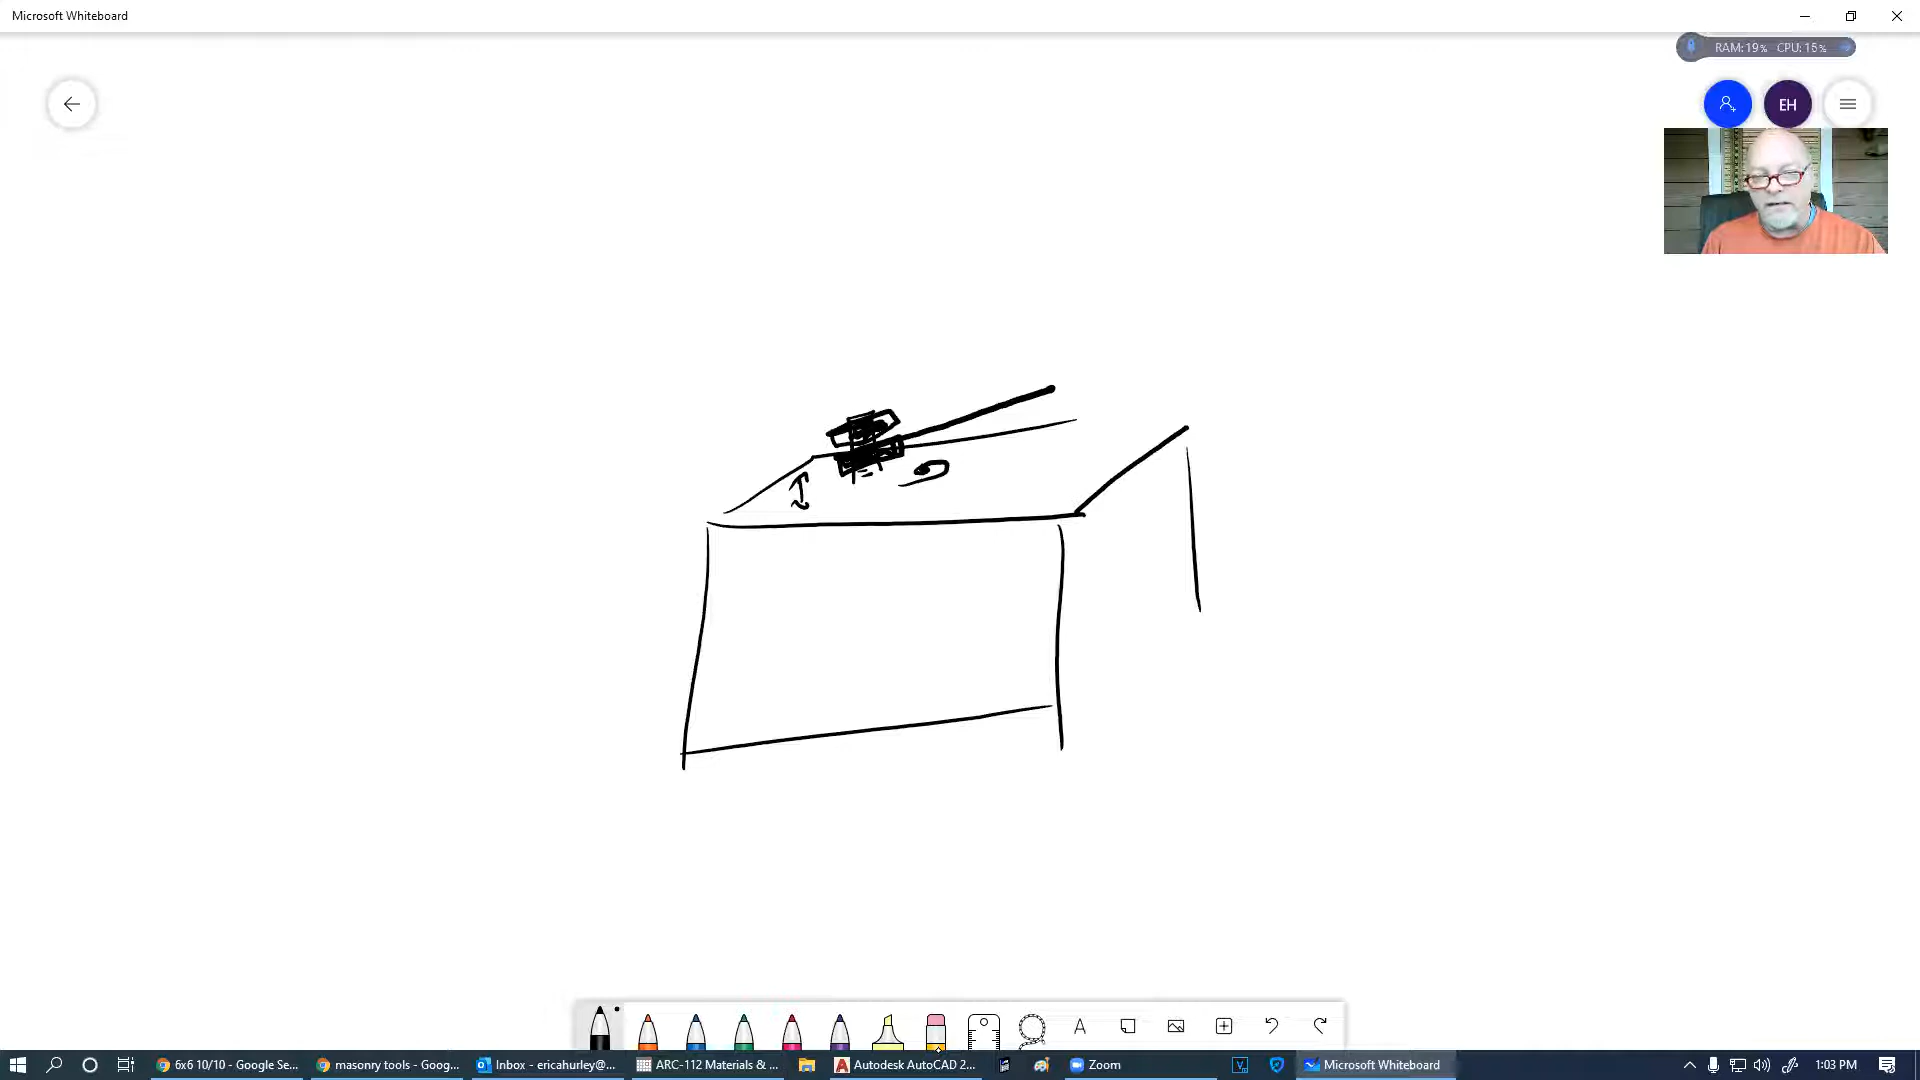 Microsoft Whiteboard
RAM:19% CPU:15%
EH
A
6x6 10/10 - Google Se...
masonry tools - Goog...
Inbox - ericahurley@...
ARC-112 Materials & ...
Autodesk AutoCAD 2...
Zoom
Microsoft Whiteboard
1:03 PM